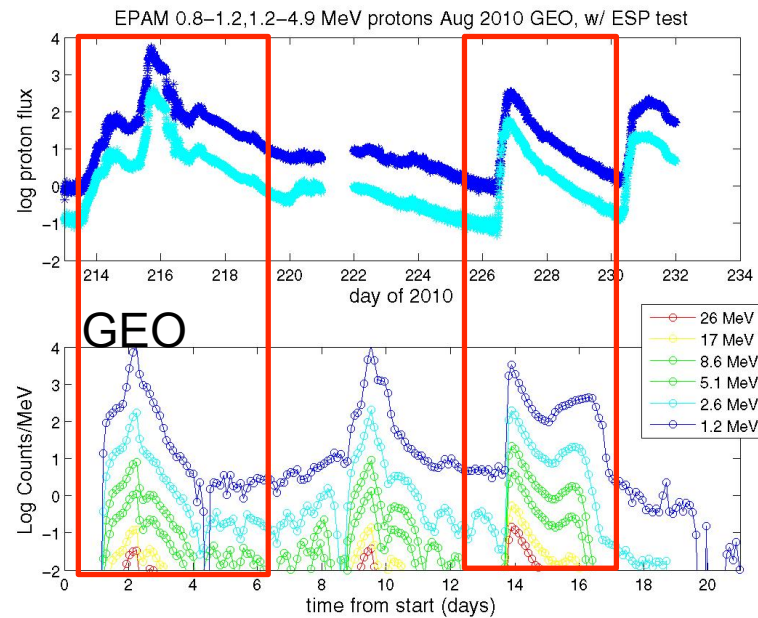 EPAM 0.8−1.2,1.2−4.9 MeV protons Aug 2010 GEO, w/ ESP test
log proton flux
4
3
2
1
0
−1
−2
214 216 218 220 222 224 226 228 230 232 234
day of 2010
GEO
Log Counts/MeV
4
3
2
1
0
−1
−2
0 2 4 6 8 10 12 14 16 18 20
time from start (days)
26 MeV
17 MeV
8.6 MeV
5.1 MeV
2.6 MeV
1.2 MeV